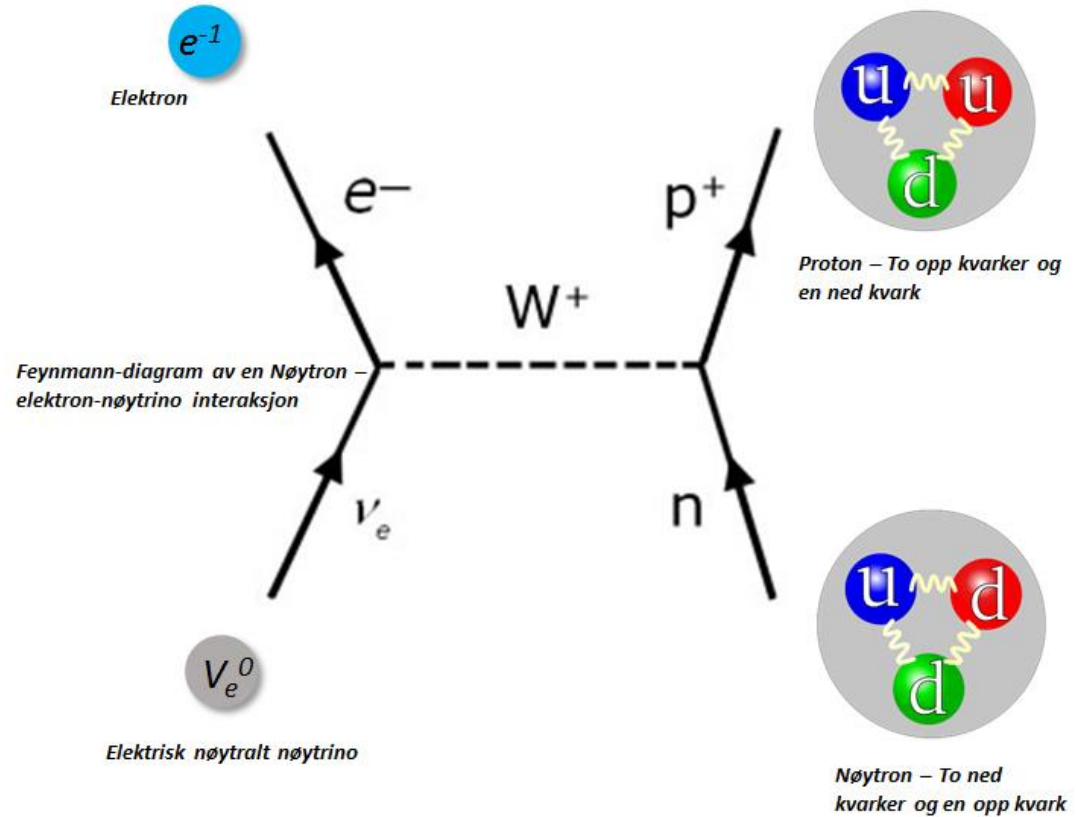 e-1
Elektron
u u
d
e−
p+
Proton – To opp kvarker og
en ned kvark
W+
Feynmann-diagram av en Nøytron –
elektron-nøytrino interaksjon
νe
n
u d
d
Ve0
Elektrisk nøytralt nøytrino
Nøytron – To ned
kvarker og en opp kvark